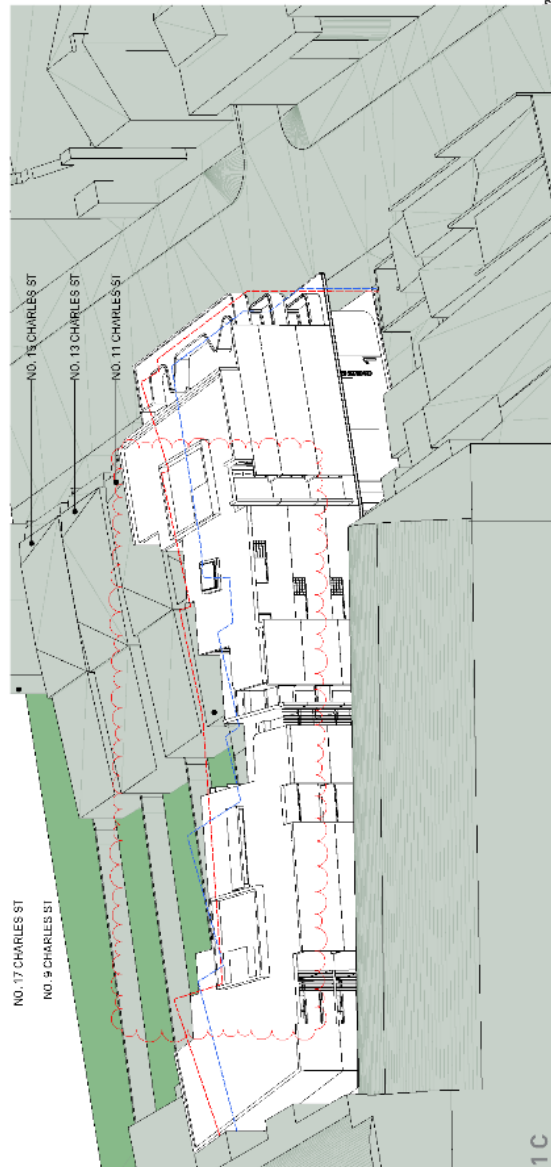 NO. 15 CHARLES ST
NO. 13 CHARLES ST
NO. 11 CHARLES ST
NO. 17 CHARLES ST
NO. 9 CHARLES ST
1 C